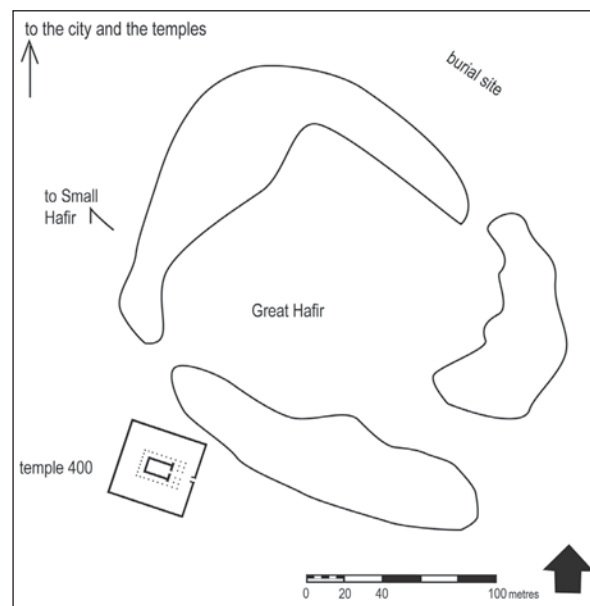 to the city and the temples
burial site
to Small
Hafir
Great Hafir
temple 400
0 20 40 100 metres